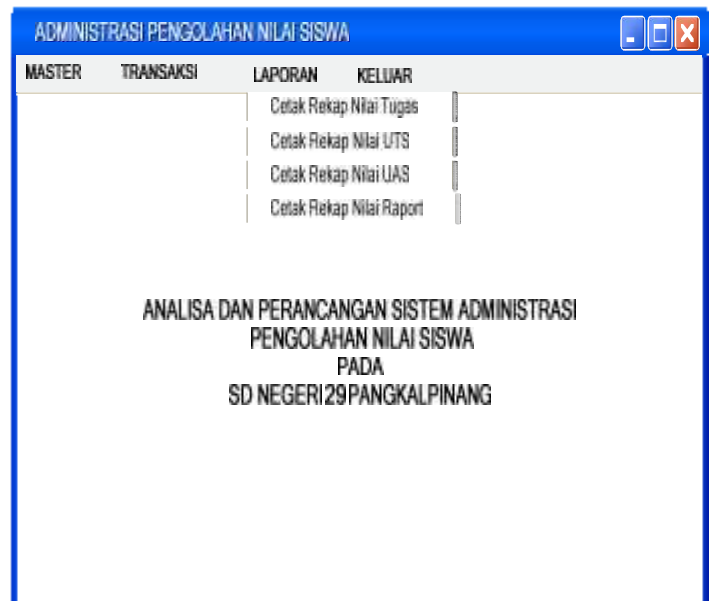 ADMINISTRASI PENGOLAHAN NILAI SISWA
MASTER TRANSAKSI LAPORAN KELUAR
Cetak Rekap Nilai Tugas
Cetak Rekap Nilai UTS
Cetak Rekap Nilai UAS
Cetak Rekap Nilai Raport
ANALISA DAN PERANCANGAN SISTEM ADMINISTRASI
PENGOLAHAN NILAI SISWA
PADA
SD NEGERI 29 PANGKALPINANG